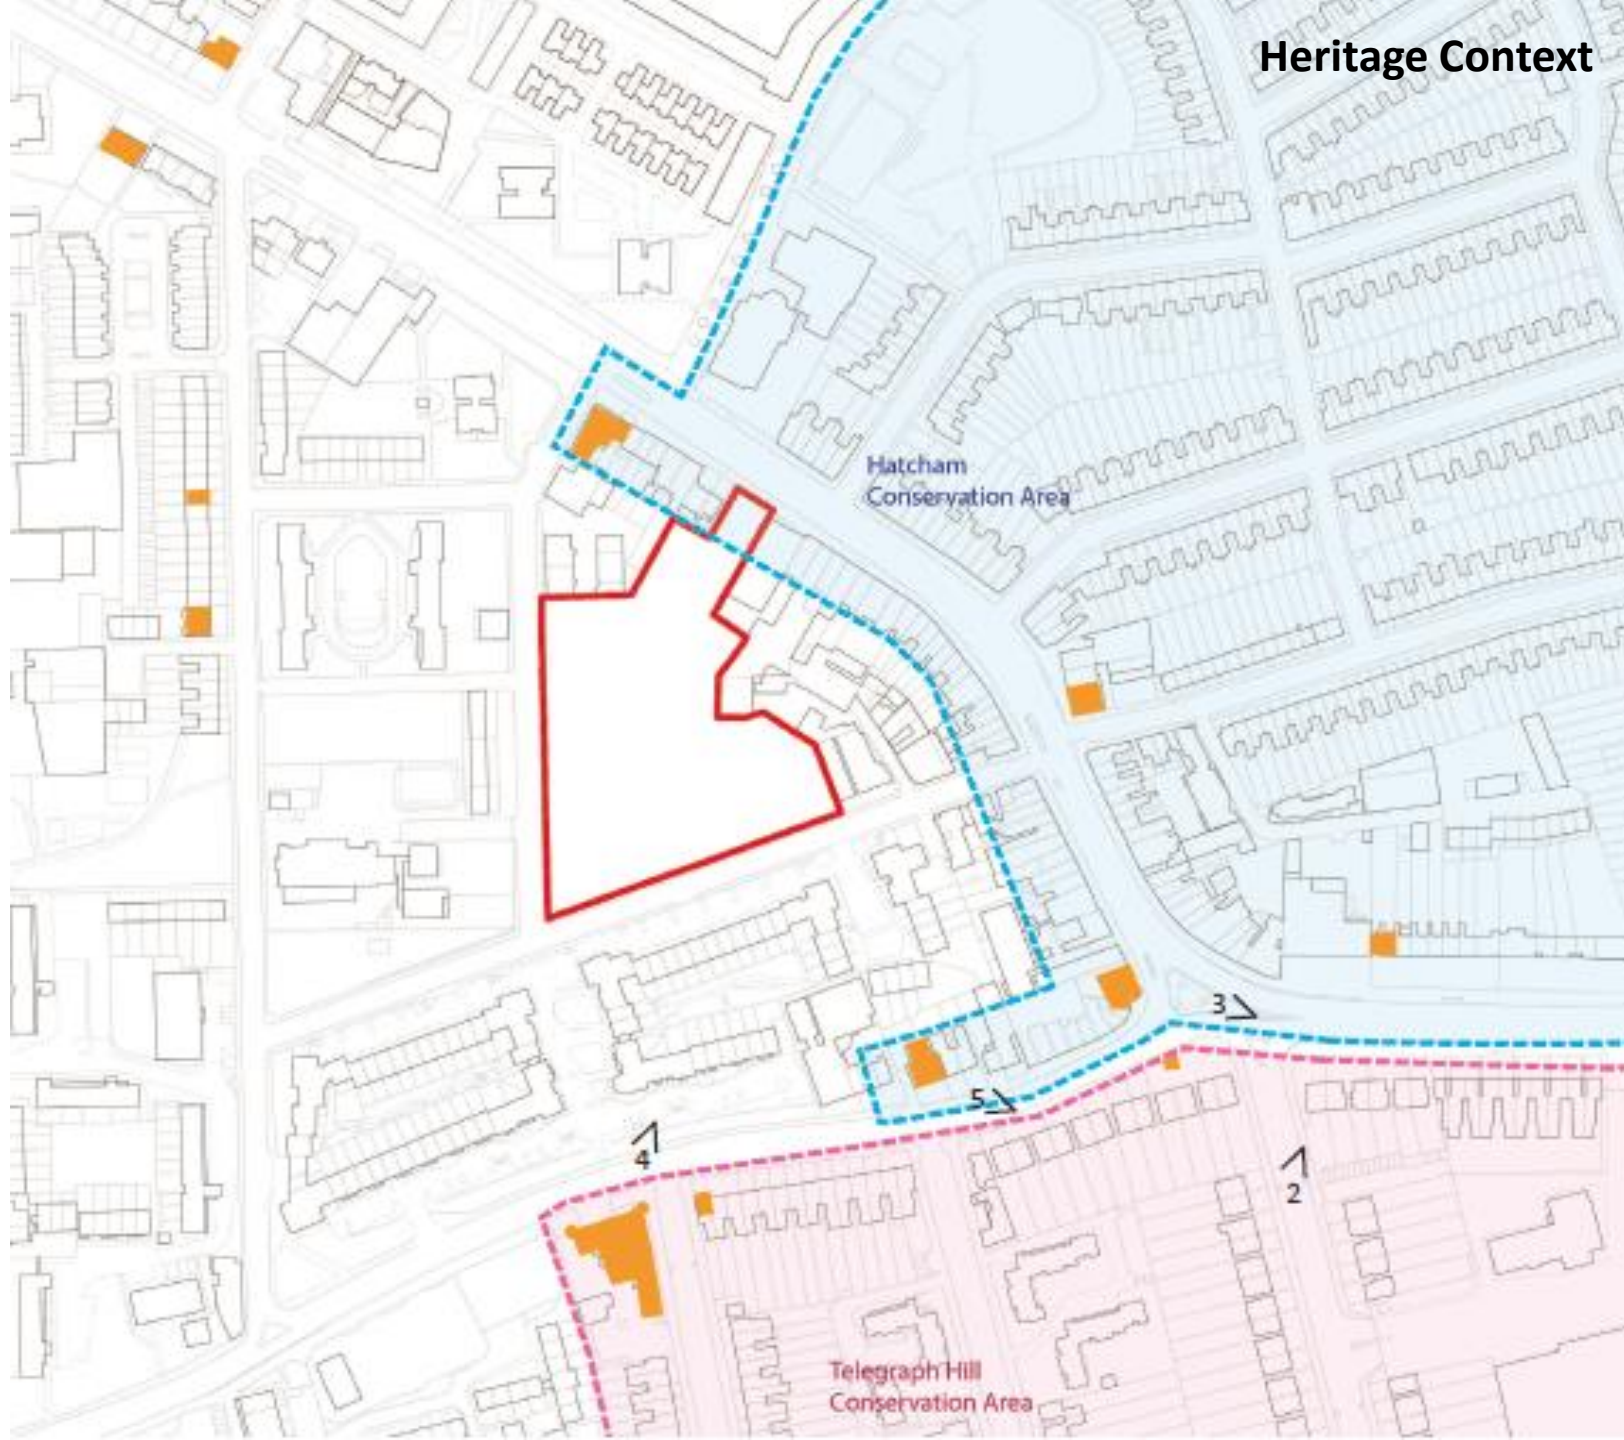 Heritage Context
Hatcham
Conservation Area
3
5
4
2
Telegraph Hill
Conservation Area